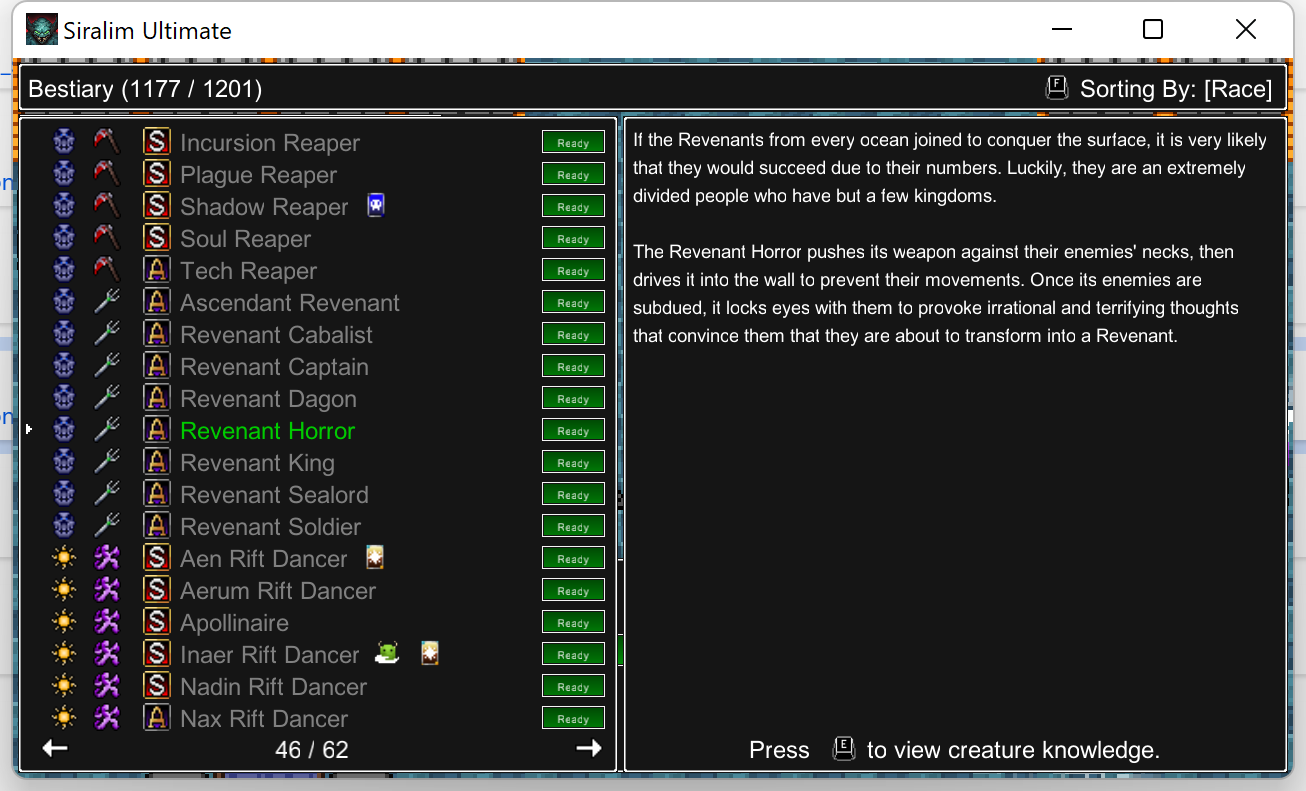 Siralim Ultimate
Bestiary (1177 / 1201)
F Sorting By: [Race]
S Incursion Reaper Ready
S Plague Reaper Ready
S Shadow Reaper Ready
S Soul Reaper Ready
A Tech Reaper Ready
A Ascendant Revenant Ready
A Revenant Cabalist Ready
A Revenant Captain Ready
A Revenant Dagon Ready
A Revenant Horror Ready
A Revenant King Ready
A Revenant Sealord Ready
A Revenant Soldier Ready
S Aen Rift Dancer Ready
S Aerum Rift Dancer Ready
S Apollinaire Ready
S Inaer Rift Dancer Ready
S Nadin Rift Dancer Ready
A Nax Rift Dancer Ready
46 / 62
If the Revenants from every ocean joined to conquer the surface, it is very likely
that they would succeed due to their numbers. Luckily, they are an extremely
divided people who have but a few kingdoms.
The Revenant Horror pushes its weapon against their enemies' necks, then
drives it into the wall to prevent their movements. Once its enemies are
subdued, it locks eyes with them to provoke irrational and terrifying thoughts
that convince them that they are about to transform into a Revenant.
Press E to view creature knowledge.